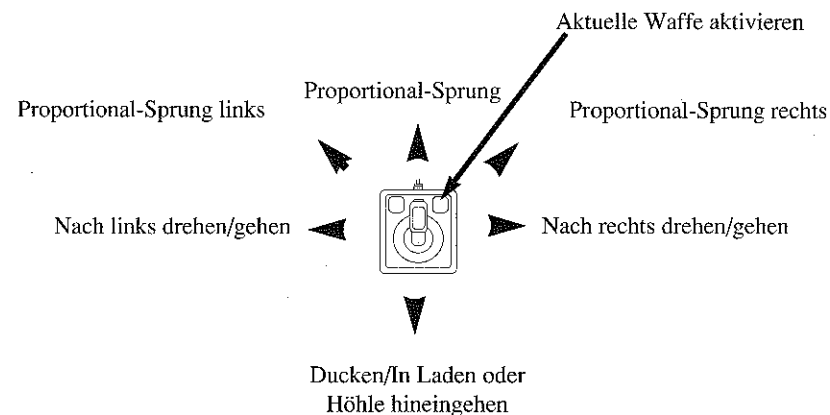 Aktuelle Waffe aktivieren
Proportional-Sprung
Proportional-Sprung links
Proportional-Sprung rechts
Nach links drehen/gehen
Nach rechts drehen/gehen
Ducken/In Laden oder
Höhle hineingehen